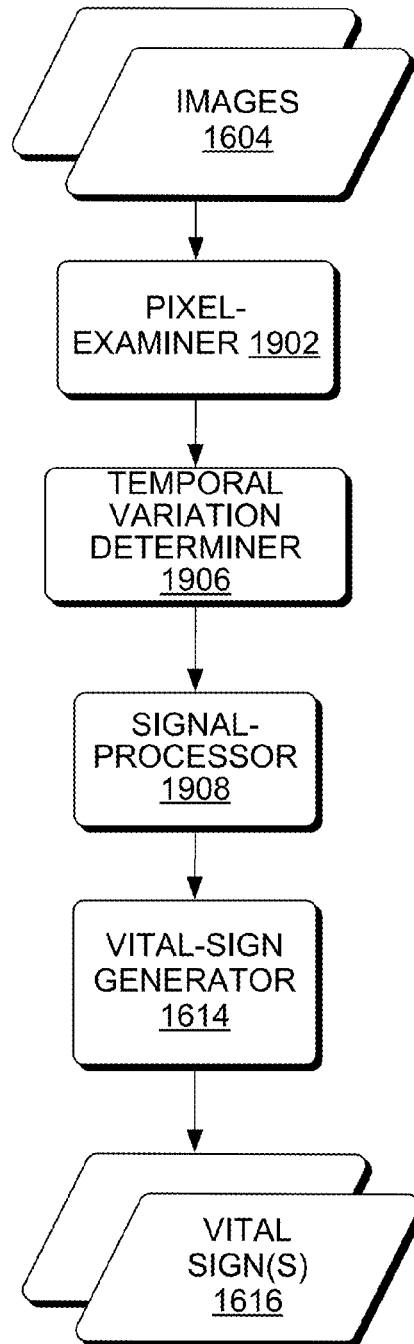 IMAGES
1604
PIXEL-
EXAMINER 1902
TEMPORAL
VARIATION
DETERMINER
1906
SIGNAL-
PROCESSOR
1908
VITAL-SIGN
GENERATOR
1614
VITAL
SIGN(S)
1616